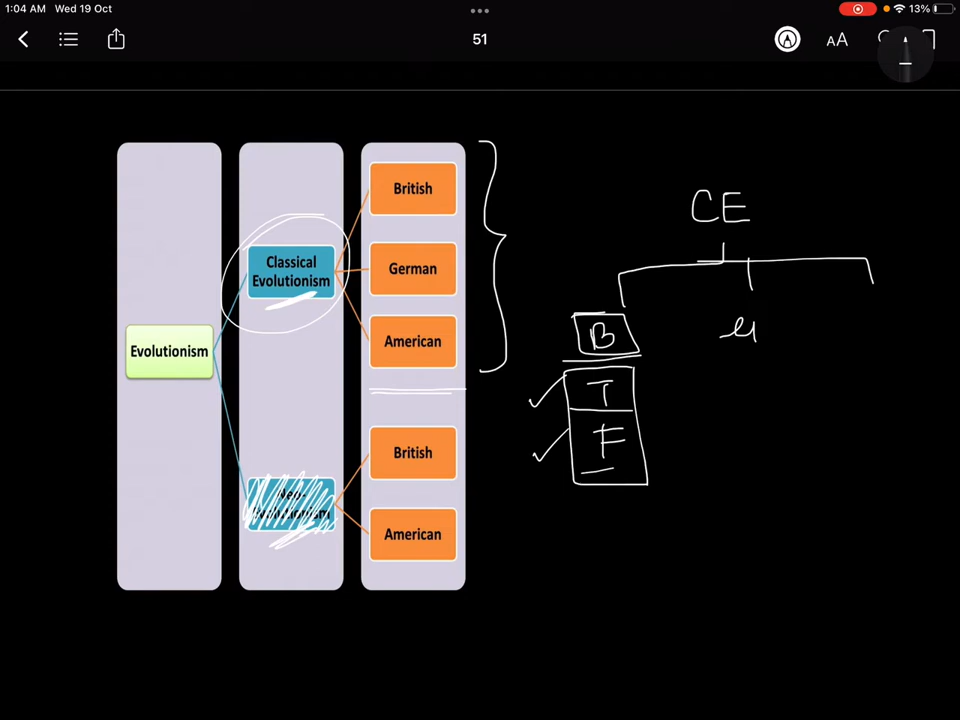 1:04 AM Wed 19 Oct
13%
51
AA
British
German
American
Classical
Evolutionism
Evolutionism
British
American
CE
B
T
F